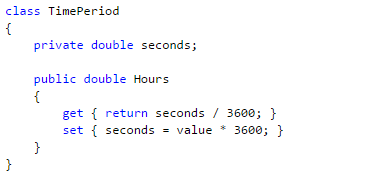 class TimePeriod
{
    private double seconds;

    public double Hours
    {
        get { return seconds / 3600; }
        set { seconds = value * 3600; }
    }
}